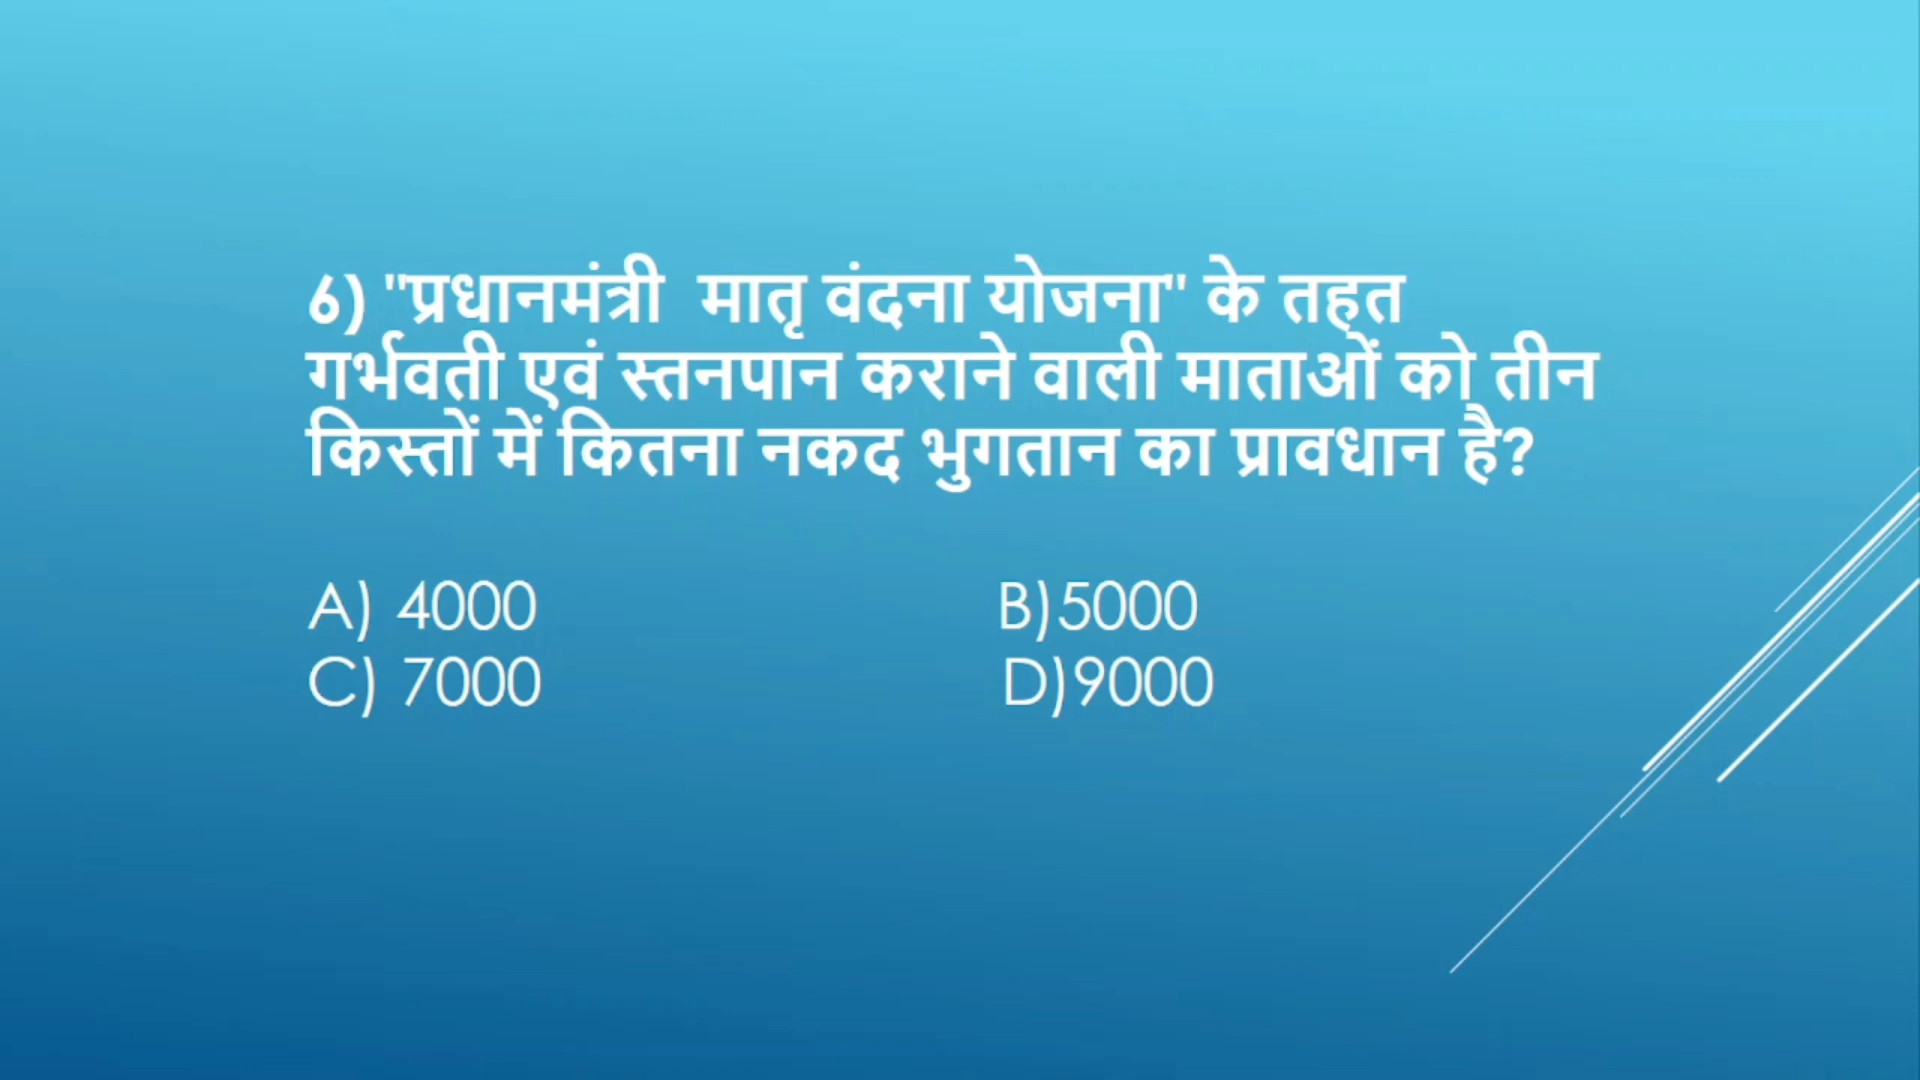 6) "प्रधानमंत्री मातृ वंदना योजना" के तहत
गर्भवती एवं स्तनपान कराने वाली माताओं को तीन
किस्तों में कितना नकद भुगतान का प्रावधान है?
A) 4000 B)5000
C) 7000 D)9000